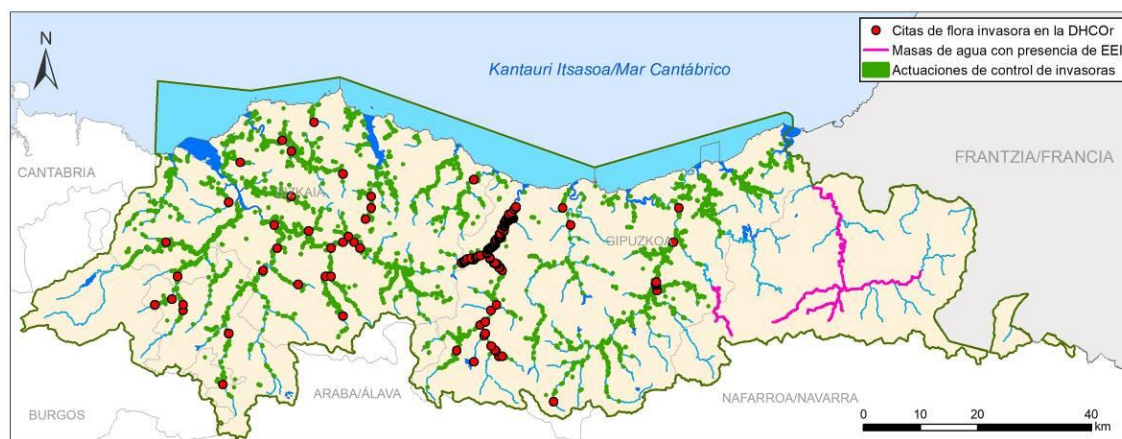 N
Kantauri Itsasoa/Mar Cantábrico
Citas de flora invasora en la DHCOr
Masas de agua con presencia de EEI
Actuaciones de control de invasoras
CANTABRIA
FRANTZIA/FRANCIA
BIZKAIA
GIPUZKOA
ARABA/ÁLAVA
NAFARROA/NAVARRA
BURGOS
0 10 20 40
km